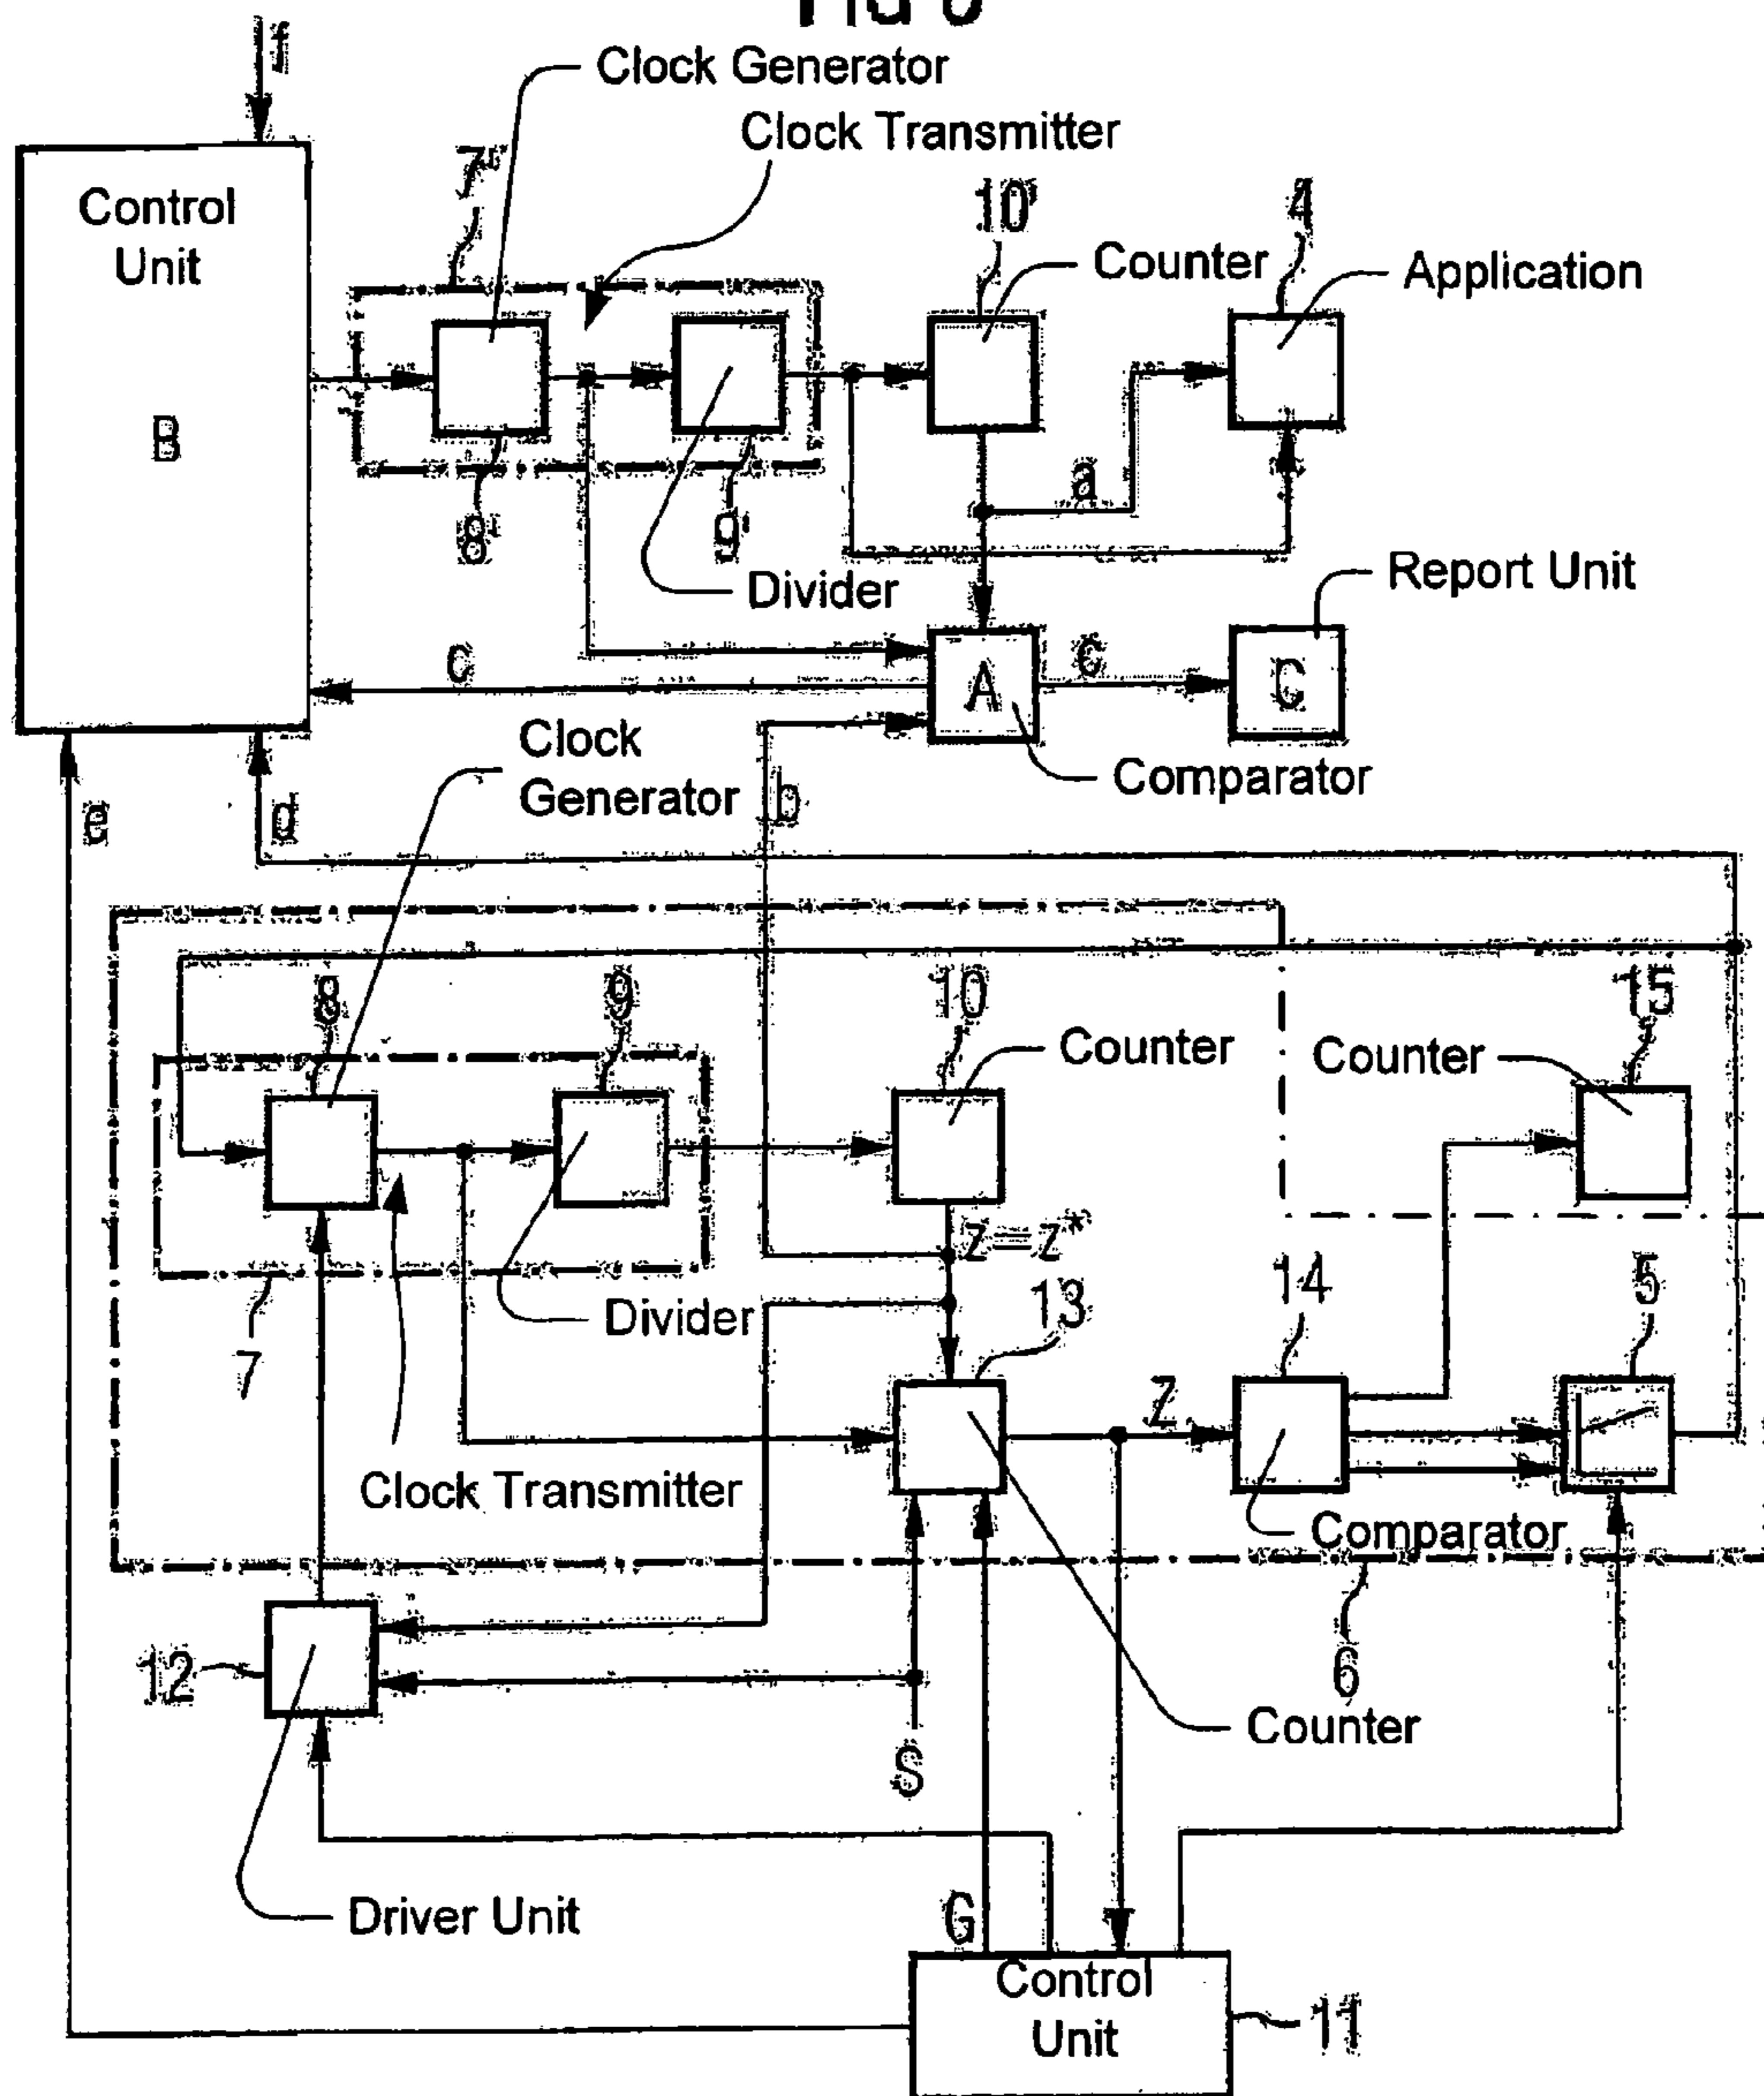 f
Clock Generator
Clock Transmitter
Control
Unit
B
7'
10'
4
Counter
Application
8'
9'
a
Divider
Report Unit
c
A
c
C
Clock
Generator
Comparator
b
e
d
8
9
10
15
Counter
Counter
z=z*
13
14
5
Divider
7
Z
Clock Transmitter
Comparator
12
6
Counter
S
Driver Unit
G
Control
Unit
11